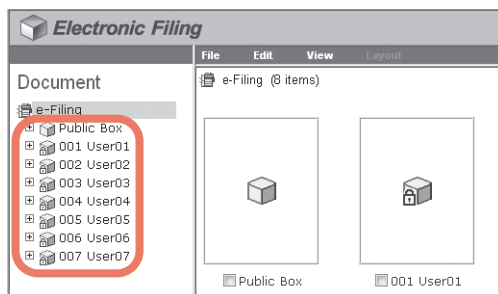 Electronic Filing
File Edit View Layout
Document
e-Filing
Public Box
001 User01
002 User02
003 User03
004 User04
005 User05
006 User06
007 User07
e-Filing (8 items)
Public Box
001 User01